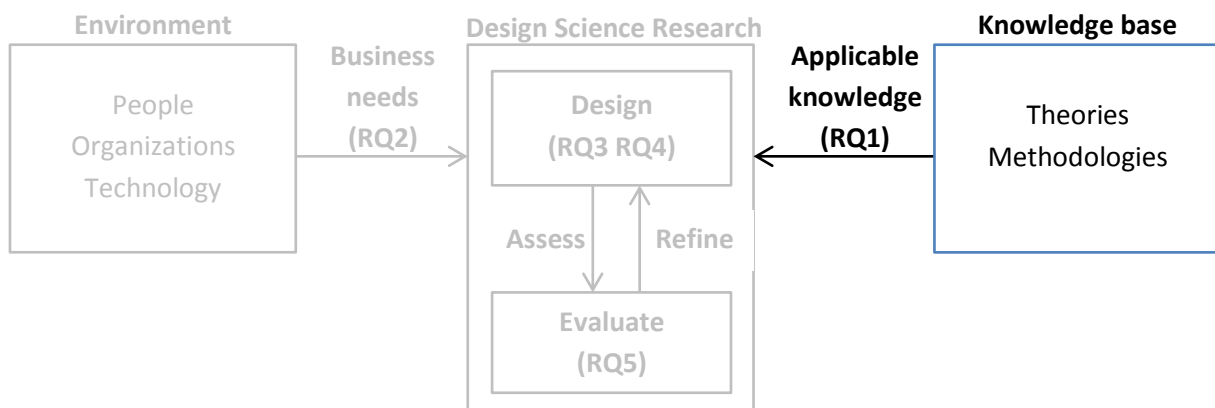 Environment
People
Organizations
Technology
Business
needs
(RQ2)
Design Science Research
Design
(RQ3 RQ4)
Assess
Refine
Evaluate
(RQ5)
Applicable
knowledge
(RQ1)
Knowledge base
Theories
Methodologies